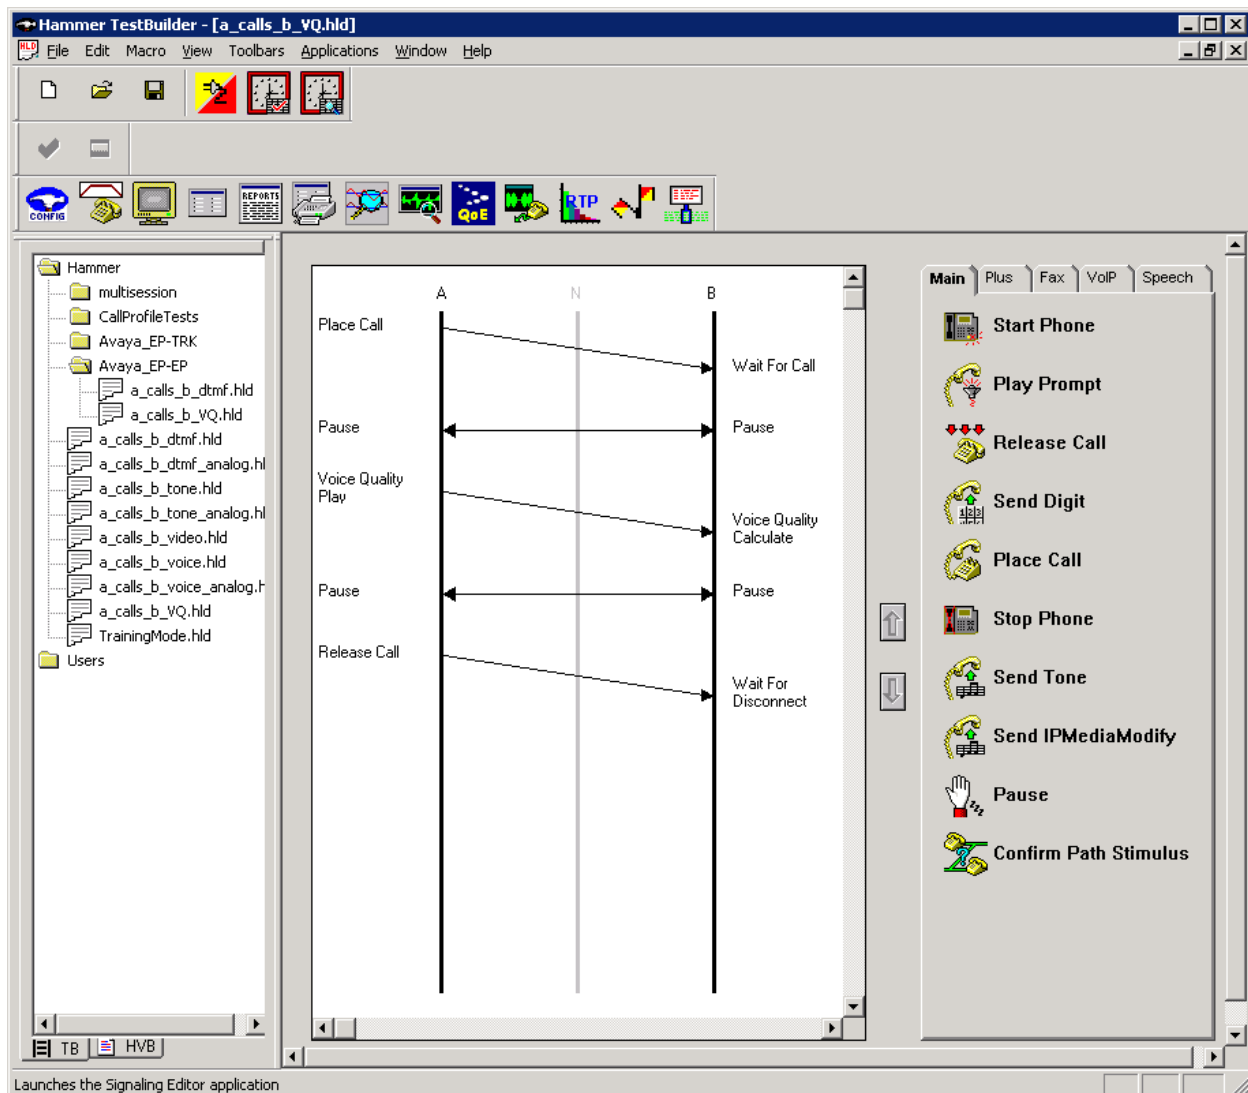 Hammer TestBuilder - [a_calls_b_VQ.hld]
HLD File Edit Macro View Toolbars Applications Window Help
2
CONFIG REPORTS QoE RTP
Hammer
multisession
CallProfileTests
Avaya_EP-TRK
Avaya_EP-EP
a_calls_b_dtmf.hld
a_calls_b_VQ.hld
a_calls_b_dtmf.hld
a_calls_b_dtmf_analog.hl
a_calls_b_tone.hld
a_calls_b_tone_analog.hl
a_calls_b_video.hld
a_calls_b_voice.hld
a_calls_b_voice_analog.h
a_calls_b_VQ.hld
TrainingMode.hld
Users
TB HVB
A N B
Place Call
Wait For Call
Pause Pause
Voice Quality
Play
Voice Quality
Calculate
Pause Pause
Release Call
Wait For
Disconnect
Main Plus Fax VoIP Speech
Start Phone
Play Prompt
Release Call
Send Digit
Place Call
Stop Phone
Send Tone
Send IPMediaModify
Pause
Confirm Path Stimulus
Launches the Signaling Editor application